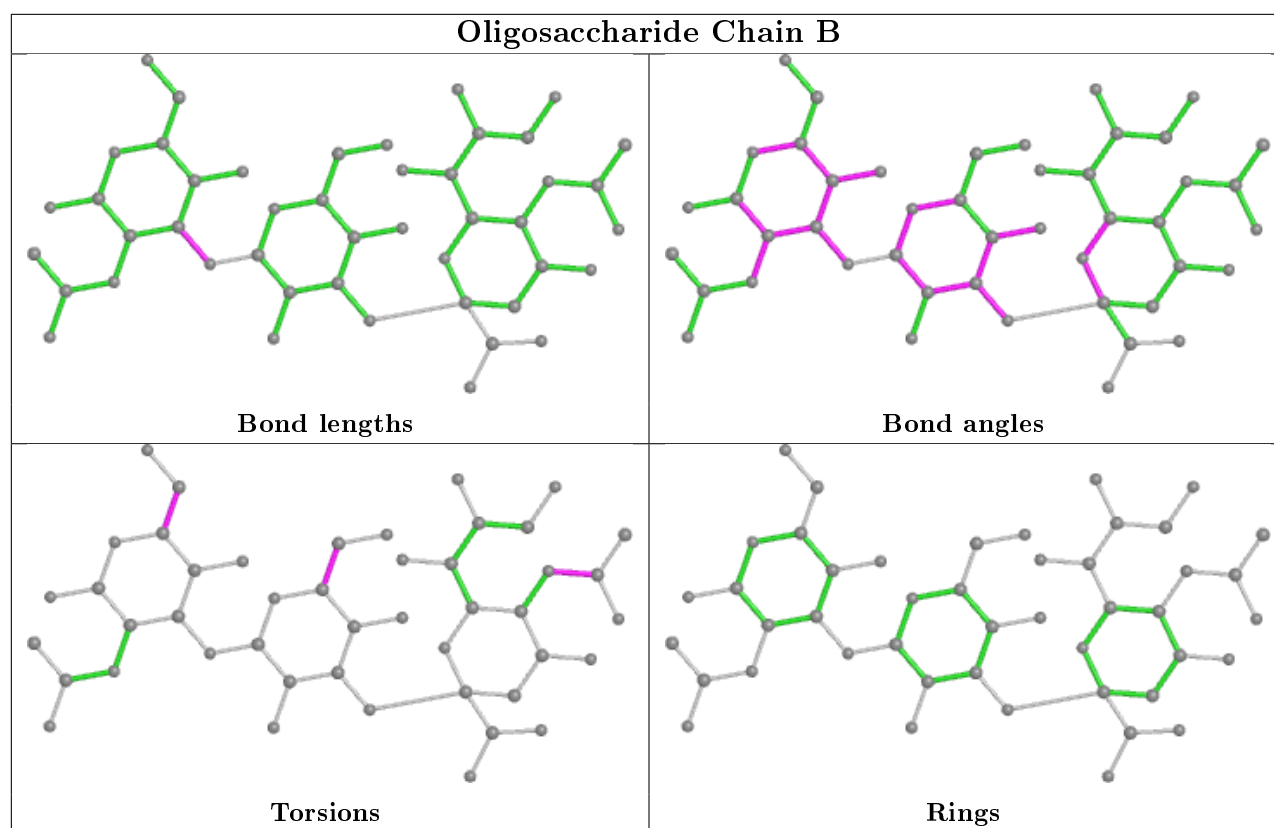 Oligosaccharide Chain B
Bond lengths
Bond angles
Torsions
Rings